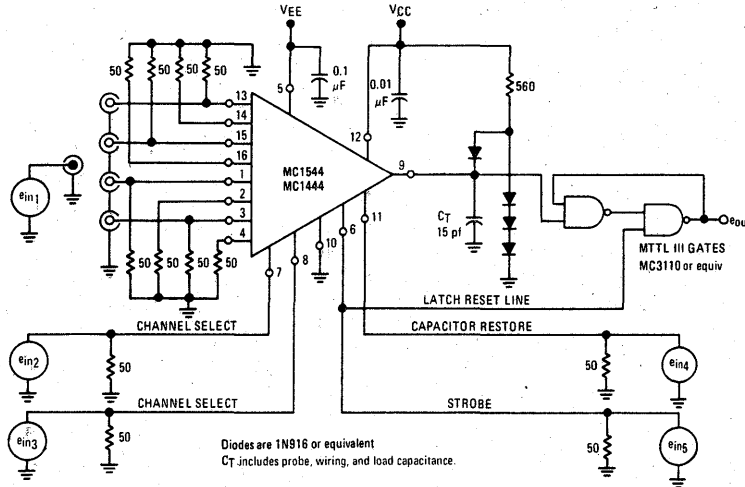 VEE
VCC
50
50
50
50
0.1
μF
0.01
μF
560
5
13
14
15
16
1
2
3
4
12
MC1544
MC1444
9
11
6
10
8
7
CT
15 pf
ein1
eou
MTTL III GATES
MC3110 or equiv
50
50
50
50
LATCH RESET LINE
CHANNEL SELECT
CAPACITOR RESTORE
ein2
50
50
ein4
CHANNEL SELECT
STROBE
ein3
50
50
ein5
Diodes are 1N916 or equivalent
CT includes probe, wiring, and load capacitance.